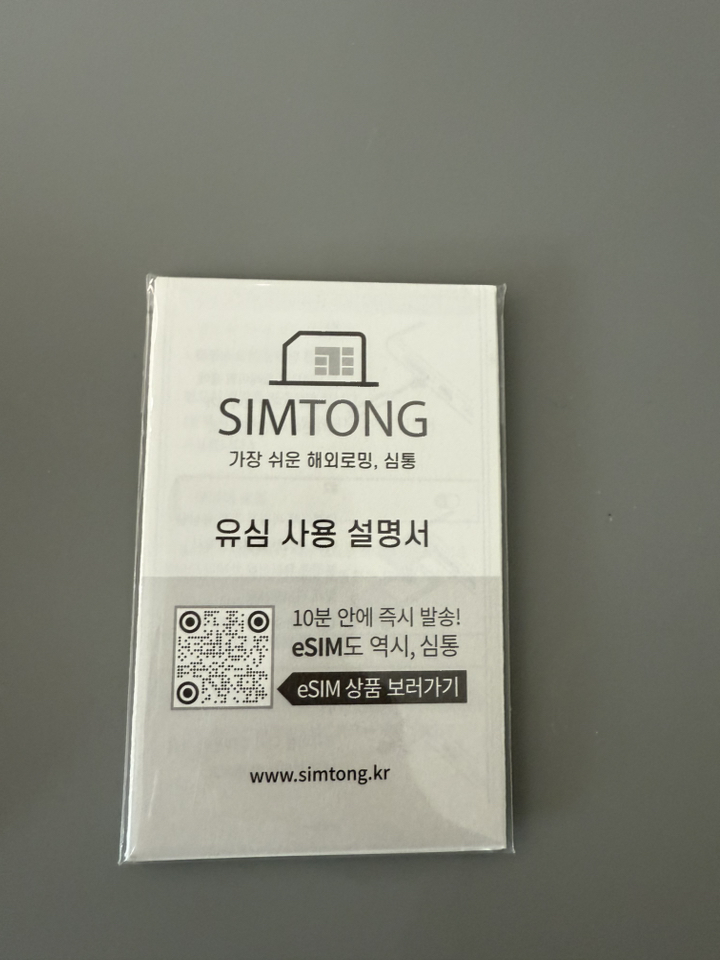 SIMTONG
가장 쉬운 해외로밍, 심통
유심 사용 설명서
10분 안에 즉시 발송!
eSIM도 역시, 심통
eSIM 상품 보러가기
www.simtong.kr